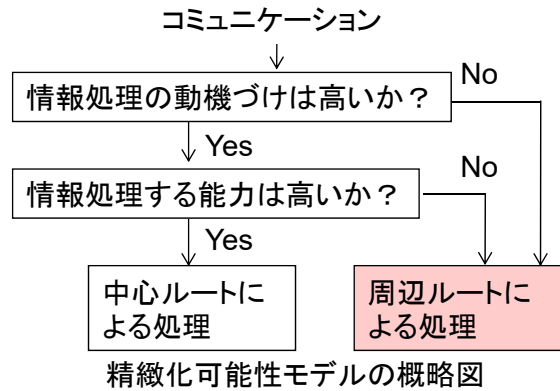 コミュニケーション
情報処理の動機づけは高いか？
No
Yes
情報処理する能力は高いか？
No
Yes
中心ルートに
よる処理
周辺ルートに
よる処理
精緻化可能性モデルの概略図